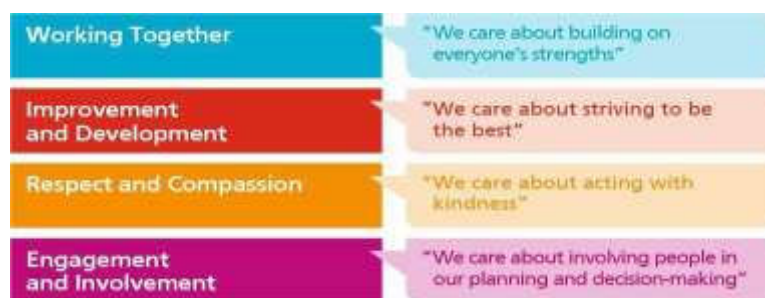 Working Together
"We care about building on
everyone's strengths"
Improvement
and Development
"We care about striving to be
the best"
Respect and Compassion
"We care about acting with
kindness"
Engagement
and Involvement
"We care about involving people in
our planning and decision-making"